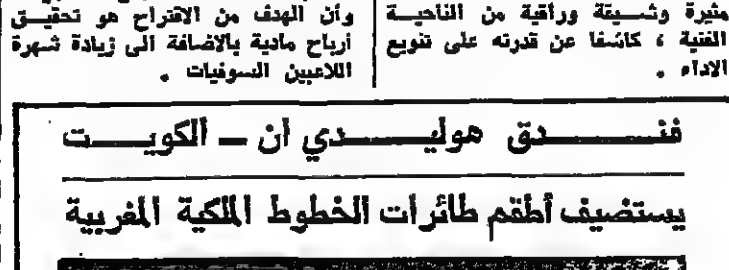 مثيرة وشيقة وراقية من الناحية
الفنية ، كاشفا عن قدرته على تنويع
الاداء .
وأن الهدف من الاقتراح هو تحقيق
أرباح مادية بالاضافة الى زيادة شهرة
اللاعبين السوفيات .
فندق هوليدي ان - الكويت
يستضيف أطقم طائرات الخطوط الملكية المغربية